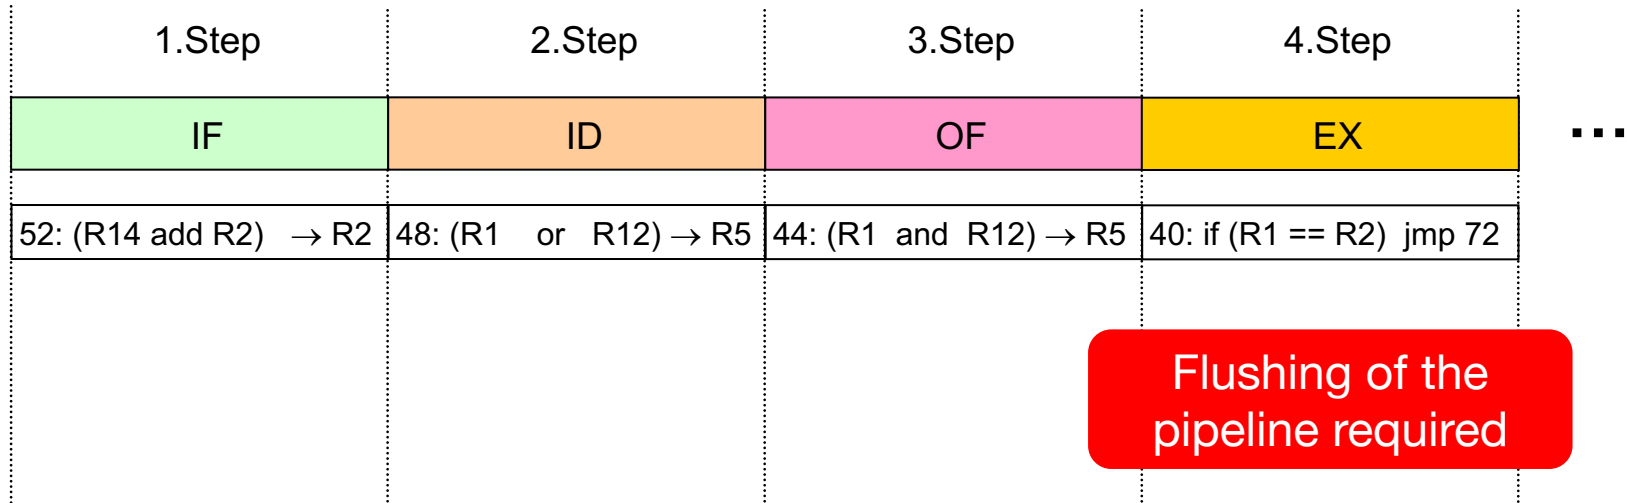 1.Step 2.Step 3.Step 4.Step
IF ID OF EX ...
52: (R14 add R2) → R2 48: (R1 or R12) → R5 44: (R1 and R12) → R5 40: if (R1 == R2) jmp 72
Flushing of the
pipeline required